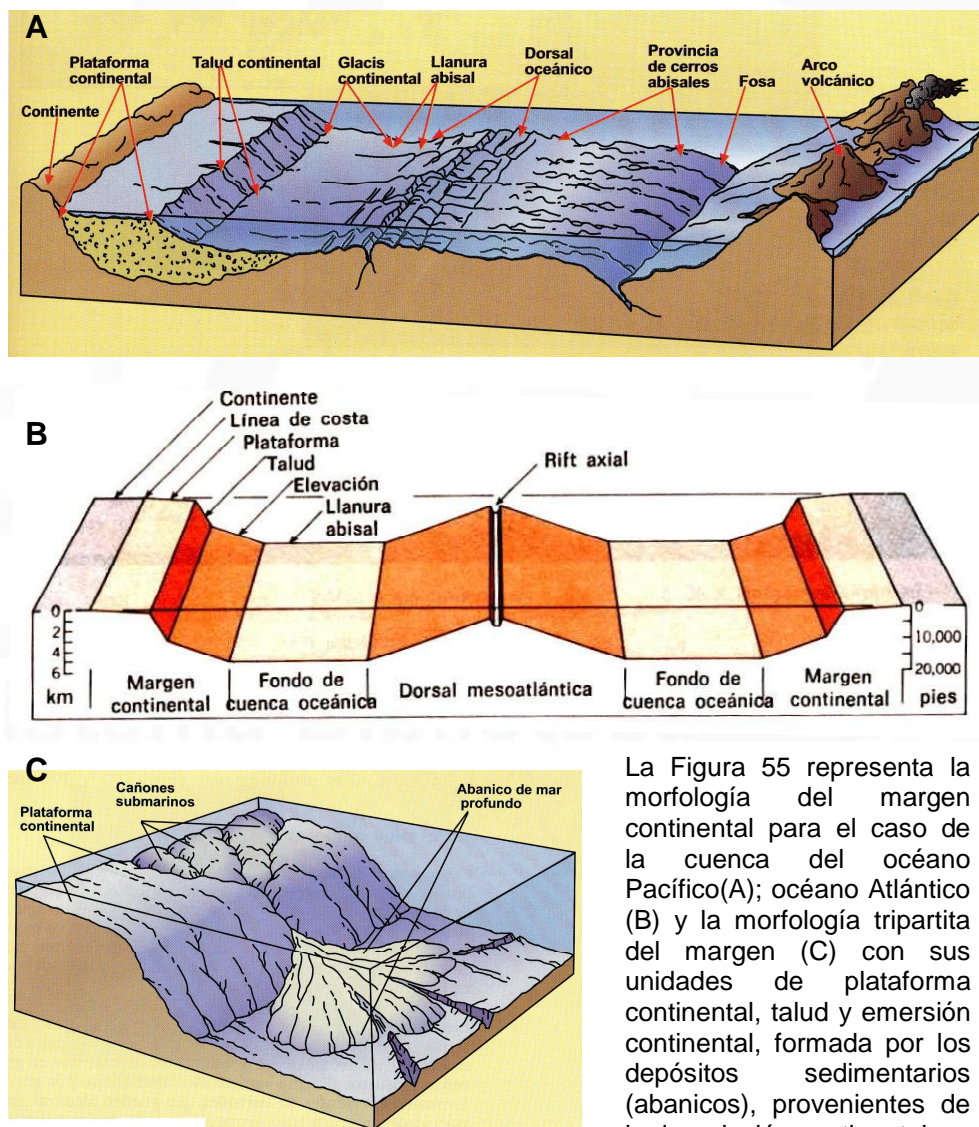 A
Plataforma continental
Talud continental
Glacis continental
Llanura abisal
Dorsal oceánico
Provincia de cerros abisales
Fosa
Arco volcánico
Continente
B
Continente
Línea de costa
Plataforma
Talud
Elevación
Llanura abisal
Rift axial
0
2
4
6
km
Margen continental
Fondo de cuenca oceánica
Dorsal mesoatlántica
Fondo de cuenca oceánica
Margen continental
0
10,000
20,000
pies
C
Plataforma continental
Cañones submarinos
Abanico de mar profundo
La Figura 55 representa la
morfología del margen
continental para el caso de
la cuenca del océano
Pacífico(A); océano Atlántico
(B) y la morfología tripartita
del margen (C) con sus
unidades de plataforma
continental, talud y emersión
continental, formada por los
depósitos sedimentarios
(abanicos), provenientes de